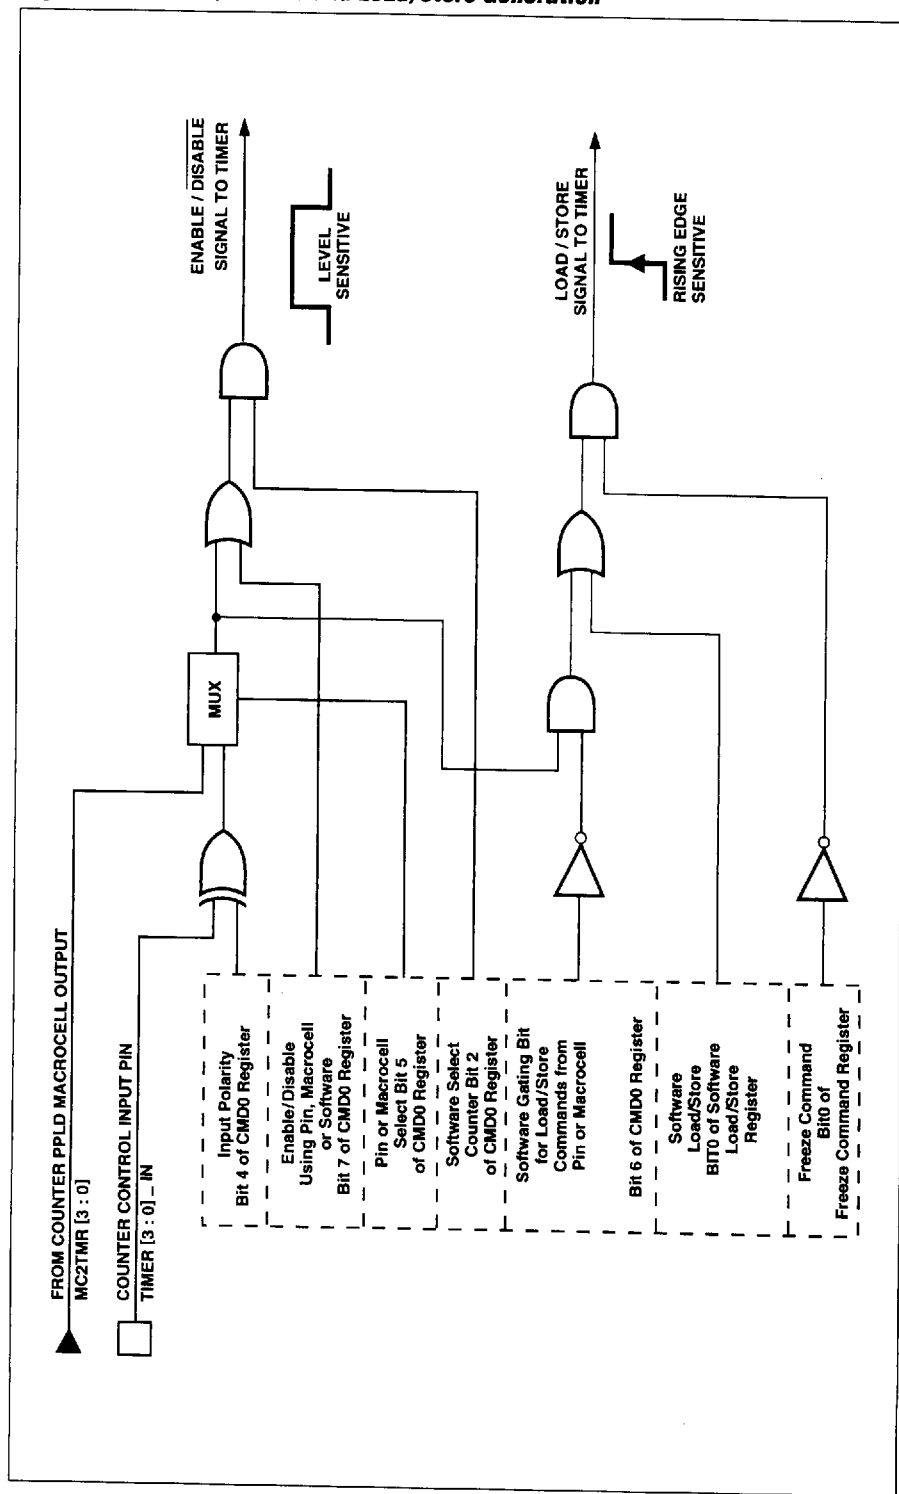 Load/Store Generation
FROM COUNTER PPLD MACROCELL OUTPUT
MC2TMR [3 : 0]
COUNTER CONTROL INPUT PIN
TIMER [3 : 0] _ IN
Input Polarity
Bit 4 of CMD0 Register
Enable/Disable
Using Pin, Macrocell
or Software
Bit 7 of CMD0 Register
Pin or Macrocell
Select Bit 5
of CMD0 Register
Software Select
Counter Bit 2
of CMD0 Register
Software Gating Bit
for Load/Store
Commands from
Pin or Macrocell
Bit 6 of CMD0 Register
Software
Load/Store
BIT0 of Software
Load/Store
Register
Freeze Command
Bit0 of
Freeze Command Register
MUX
ENABLE / DISABLE
SIGNAL TO TIMER
LEVEL
SENSITIVE
LOAD / STORE
SIGNAL TO TIMER
RISING EDGE
SENSITIVE